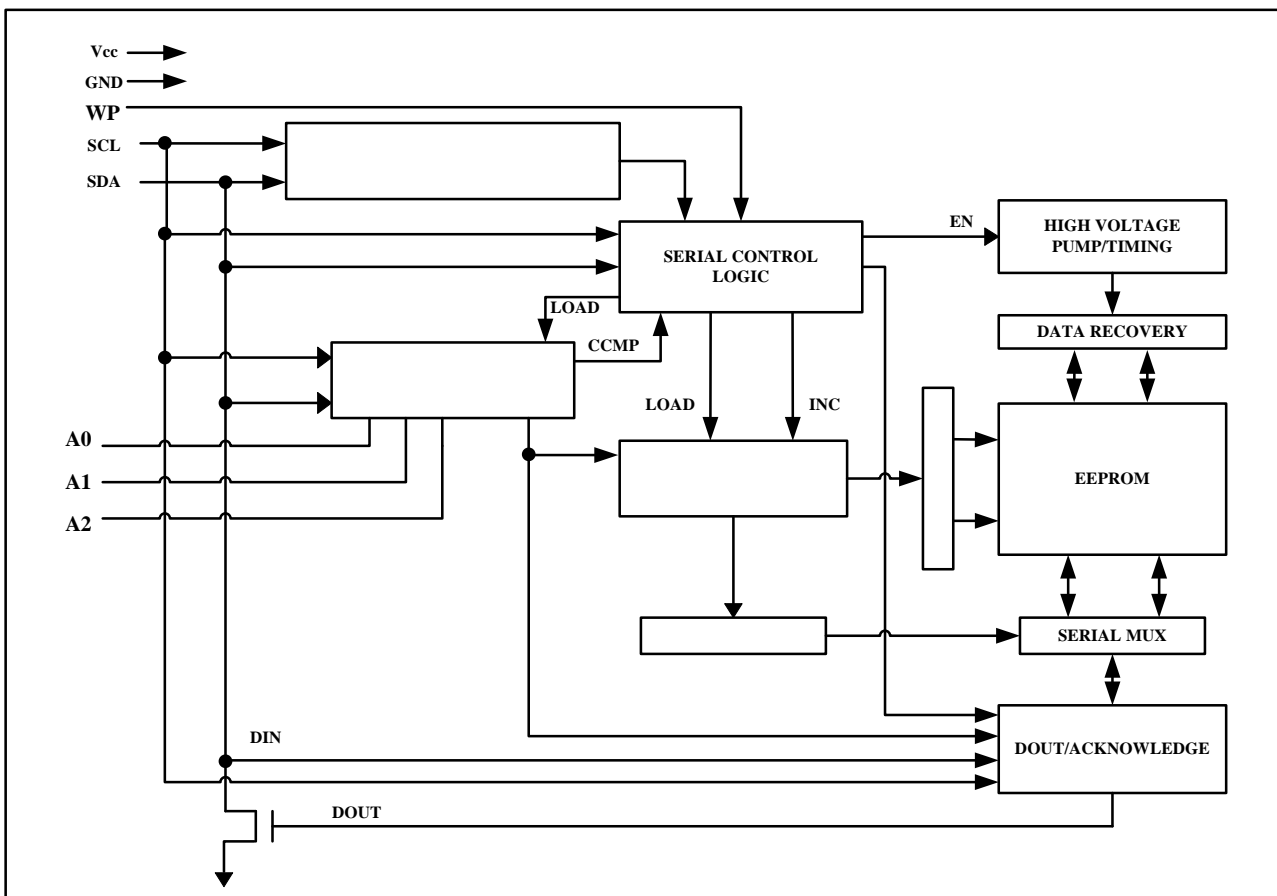 Vcc
GND
WP
SCL
SDA
EN
HIGH VOLTAGE
PUMP/TIMING
SERIAL CONTROL
LOGIC
LOAD
DATA RECOVERY
CCMP
LOAD
INC
A0
A1
EEPROM
A2
SERIAL MUX
DIN
DOUT/ACKNOWLEDGE
DOUT